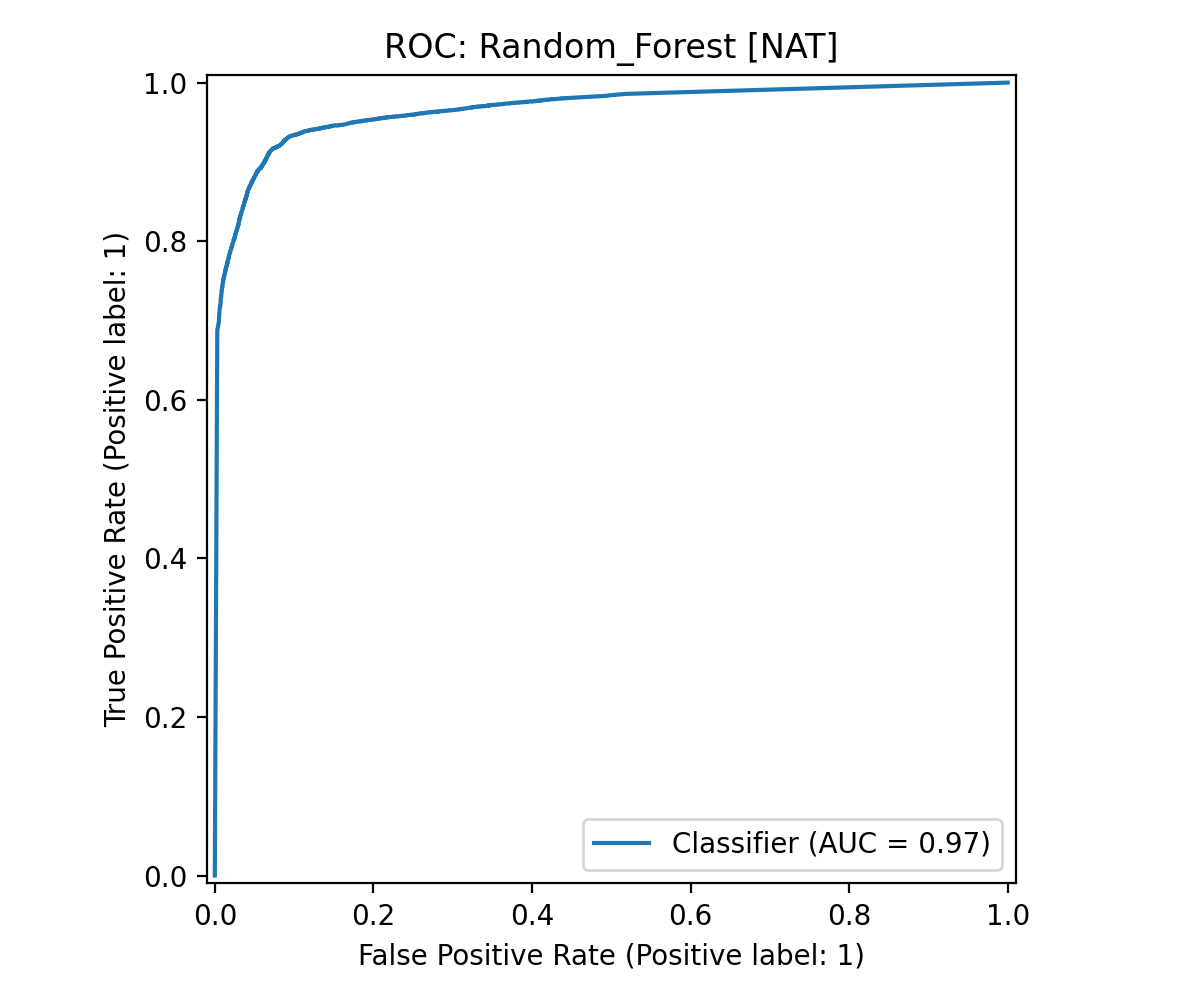 ROC: Random_Forest [NAT]
True Positive Rate (Positive label: 1)
1.0
0.8
0.6
0.4
0.2
0.0
Classifier (AUC = 0.97)
0.0 0.2 0.4 0.6 0.8 1.0
False Positive Rate (Positive label: 1)